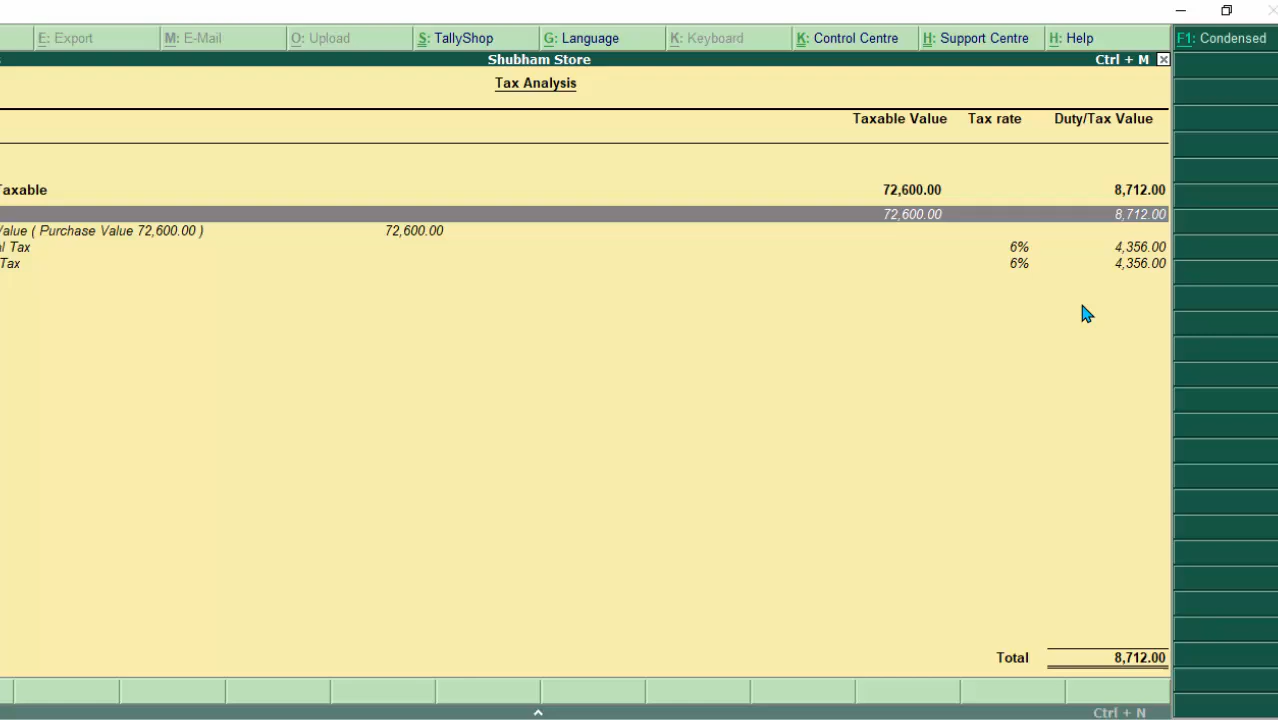 E: Export M: E-Mail O: Upload S: TallyShop G: Language K: Keyboard K: Control Centre H: Support Centre H: Help F1: Condensed
Shubham Store Ctrl + M
Tax Analysis
Taxable Value Tax rate Duty/Tax Value
Taxable 72,600.00 8,712.00
72,600.00 8,712.00
alue ( Purchase Value 72,600.00 ) 72,600.00
l Tax 6% 4,356.00
Tax 6% 4,356.00
Total 8,712.00
Ctrl + N